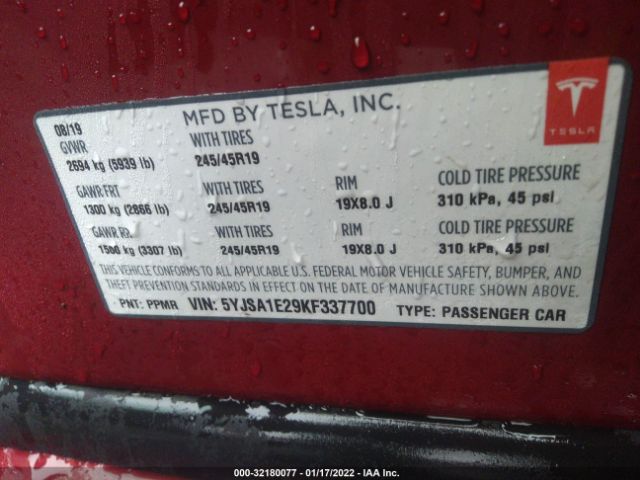 MFD BY TESLA, INC.
TESLA
08/19
GVWR WITH TIRES
2694 kg (5939 lb) 245/45R19
GAWR FRT WITH TIRES RIM COLD TIRE PRESSURE
1300 kg (2866 lb) 245/45R19 19X8.0 J 310 kPa, 45 psi
GAWR RR WITH TIRES RIM COLD TIRE PRESSURE
1586 kg (3307 lb) 245/45R19 19X8.0 J 310 kPa, 45 psi
THIS VEHICLE CONFORMS TO ALL APPLICABLE U.S. FEDERAL MOTOR VEHICLE SAFETY, BUMPER, AND
THEFT PREVENTION STANDARDS IN EFFECT ON THE DATE OF MANUFACTURE SHOWN ABOVE.
PNT: PPMR VIN: 5YJSA1E29KF337700 TYPE: PASSENGER CAR
000-32180077 - 01/17/2022 - IAA Inc.